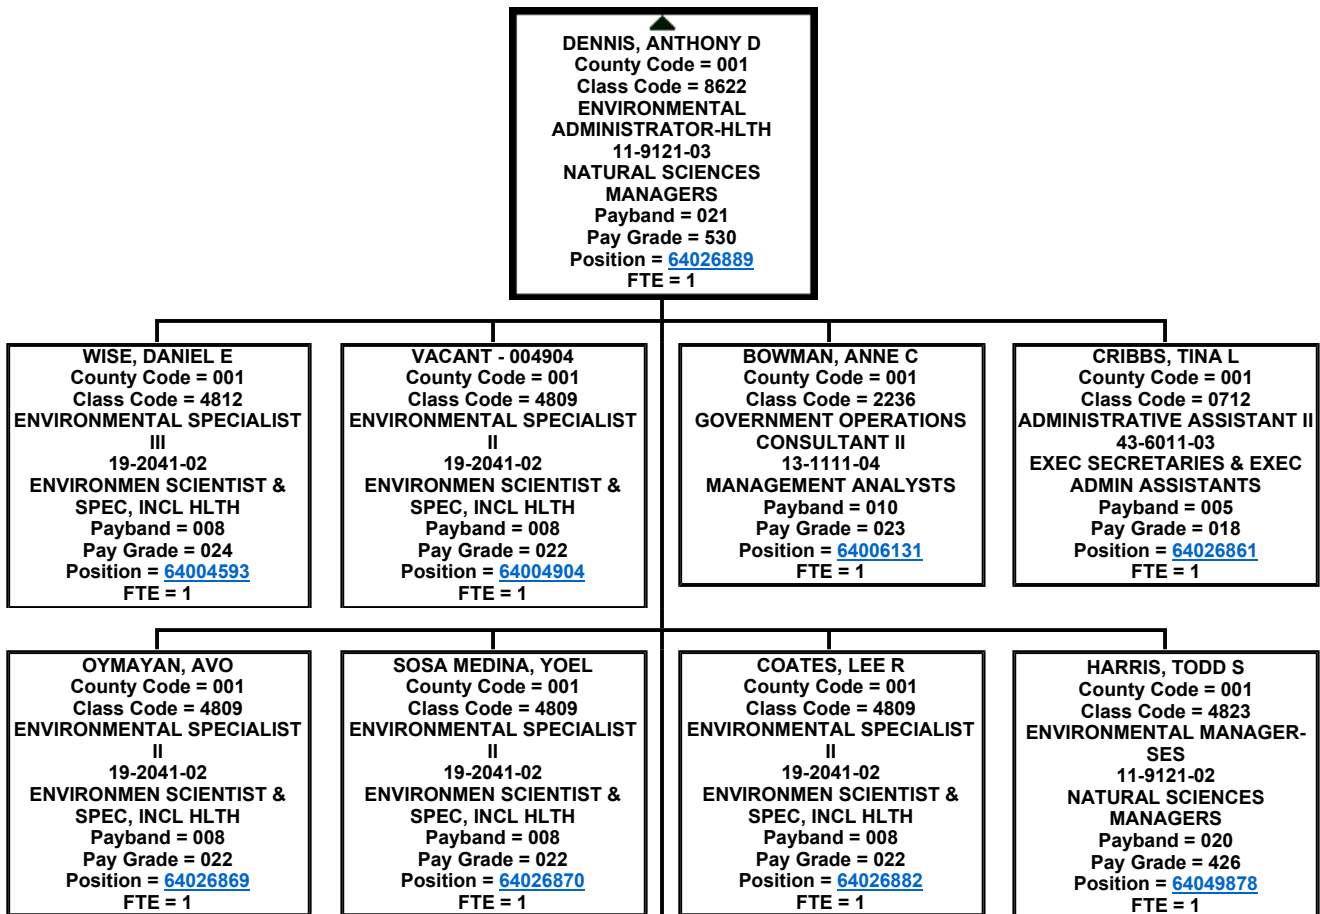 DENNIS, ANTHONY D
County Code = 001
Class Code = 8622
ENVIRONMENTAL
ADMINISTRATOR-HLTH
11-9121-03
NATURAL SCIENCES
MANAGERS
Payband = 021
Pay Grade = 530
Position = 64026889
FTE = 1
WISE, DANIEL E
County Code = 001
Class Code = 4812
ENVIRONMENTAL SPECIALIST
III
19-2041-02
ENVIRONMEN SCIENTIST &
SPEC, INCL HLTH
Payband = 008
Pay Grade = 024
Position = 64004593
FTE = 1
VACANT - 004904
County Code = 001
Class Code = 4809
ENVIRONMENTAL SPECIALIST
II
19-2041-02
ENVIRONMEN SCIENTIST &
SPEC, INCL HLTH
Payband = 008
Pay Grade = 022
Position = 64004904
FTE = 1
BOWMAN, ANNE C
County Code = 001
Class Code = 2236
GOVERNMENT OPERATIONS
CONSULTANT II
13-1111-04
MANAGEMENT ANALYSTS
Payband = 010
Pay Grade = 023
Position = 64006131
FTE = 1
CRIBBS, TINA L
County Code = 001
Class Code = 0712
ADMINISTRATIVE ASSISTANT II
43-6011-03
EXEC SECRETARIES & EXEC
ADMIN ASSISTANTS
Payband = 005
Pay Grade = 018
Position = 64026861
FTE = 1
OYMAYAN, AVO
County Code = 001
Class Code = 4809
ENVIRONMENTAL SPECIALIST
II
19-2041-02
ENVIRONMEN SCIENTIST &
SPEC, INCL HLTH
Payband = 008
Pay Grade = 022
Position = 64026869
FTE = 1
SOSA MEDINA, YOEL
County Code = 001
Class Code = 4809
ENVIRONMENTAL SPECIALIST
II
19-2041-02
ENVIRONMEN SCIENTIST &
SPEC, INCL HLTH
Payband = 008
Pay Grade = 022
Position = 64026870
FTE = 1
COATES, LEE R
County Code = 001
Class Code = 4809
ENVIRONMENTAL SPECIALIST
II
19-2041-02
ENVIRONMEN SCIENTIST &
SPEC, INCL HLTH
Payband = 008
Pay Grade = 022
Position = 64026882
FTE = 1
HARRIS, TODD S
County Code = 001
Class Code = 4823
ENVIRONMENTAL MANAGER-
SES
11-9121-02
NATURAL SCIENCES
MANAGERS
Payband = 020
Pay Grade = 426
Position = 64049878
FTE = 1